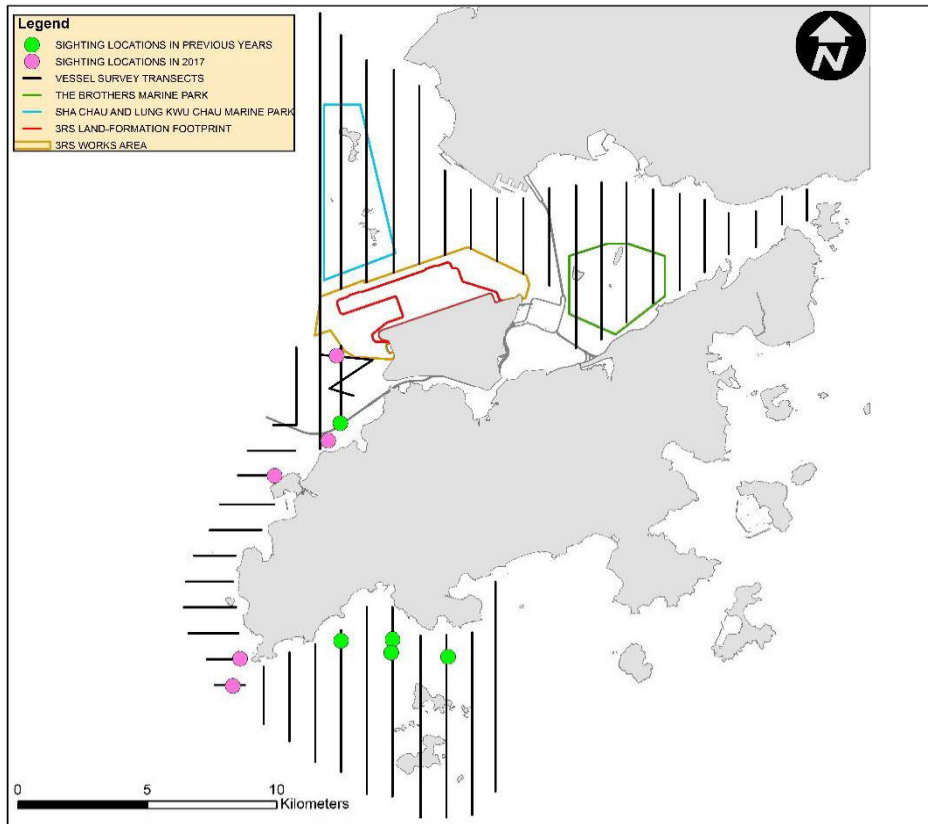 Legend
SIGHTING LOCATIONS IN PREVIOUS YEARS
SIGHTING LOCATIONS IN 2017
VESSEL SURVEY TRANSECTS
THE BROTHERS MARINE PARK
SHA CHAU AND LUNG KWU CHAU MARINE PARK
3RS LAND-FORMATION FOOTPRINT
3RS WORKS AREA
N
0 5 10
Kilometers